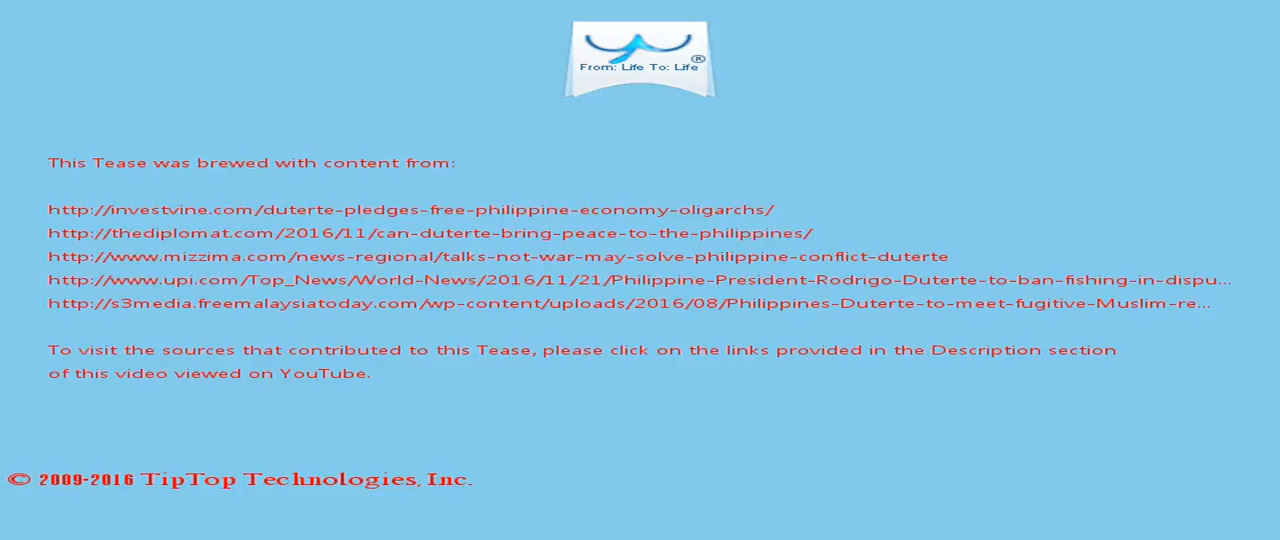 From: Life To: Life ®
This Tease was brewed with content from:
http://investvine.com/duterte-pledges-free-philippine-economy-oligarchs/
http://thediplomat.com/2016/11/can-duterte-bring-peace-to-the-philippines/
http://www.mizzima.com/news-regional/talks-not-war-may-solve-philippine-conflict-duterte
http://www.upi.com/Top_News/World-News/2016/11/21/Philippine-President-Rodrigo-Duterte-to-ban-fishing-in-dispu...
http://s3media.freemalaysiatoday.com/wp-content/uploads/2016/08/Philippines-Duterte-to-meet-fugitive-Muslim-re...
To visit the sources that contributed to this Tease, please click on the links provided in the Description section
of this video viewed on YouTube.
© 2009-2016 TipTop Technologies, Inc.